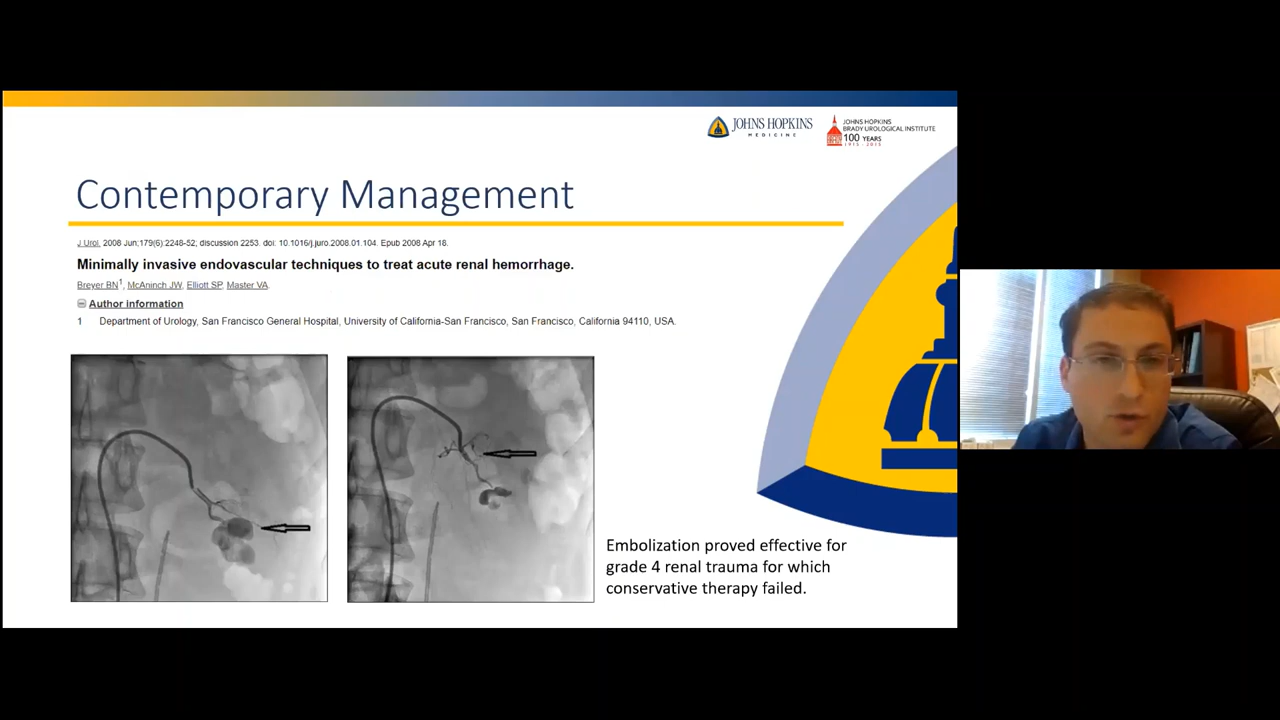 JOHNS HOPKINS
MEDICINE
JOHNS HOPKINS
BRADY UROLOGICAL INSTITUTE
100 YEARS
1915 - 2015
Contemporary Management
J Urol. 2008 Jun;179(6):2248-52; discussion 2253. doi: 10.1016/j.juro.2008.01.104. Epub 2008 Apr 18.
Minimally invasive endovascular techniques to treat acute renal hemorrhage.
Breyer BN1, McAninch JW, Elliott SP, Master VA.
Author information
1 Department of Urology, San Francisco General Hospital, University of California-San Francisco, San Francisco, California 94110, USA.
Embolization proved effective for
grade 4 renal trauma for which
conservative therapy failed.